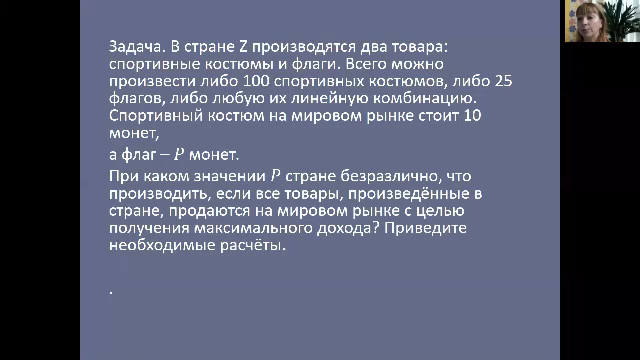 Задача. В стране Z производятся два товара:
спортивные костюмы и флаги. Всего можно
произвести либо 100 спортивных костюмов, либо 25
флагов, либо любую их линейную комбинацию.
Спортивный костюм на мировом рынке стоит 10
монет,
а флаг – P монет.
При каком значении P стране безразлично, что
производить, если все товары, произведённые в
стране, продаются на мировом рынке с целью
получения максимального дохода? Приведите
необходимые расчёты.
.